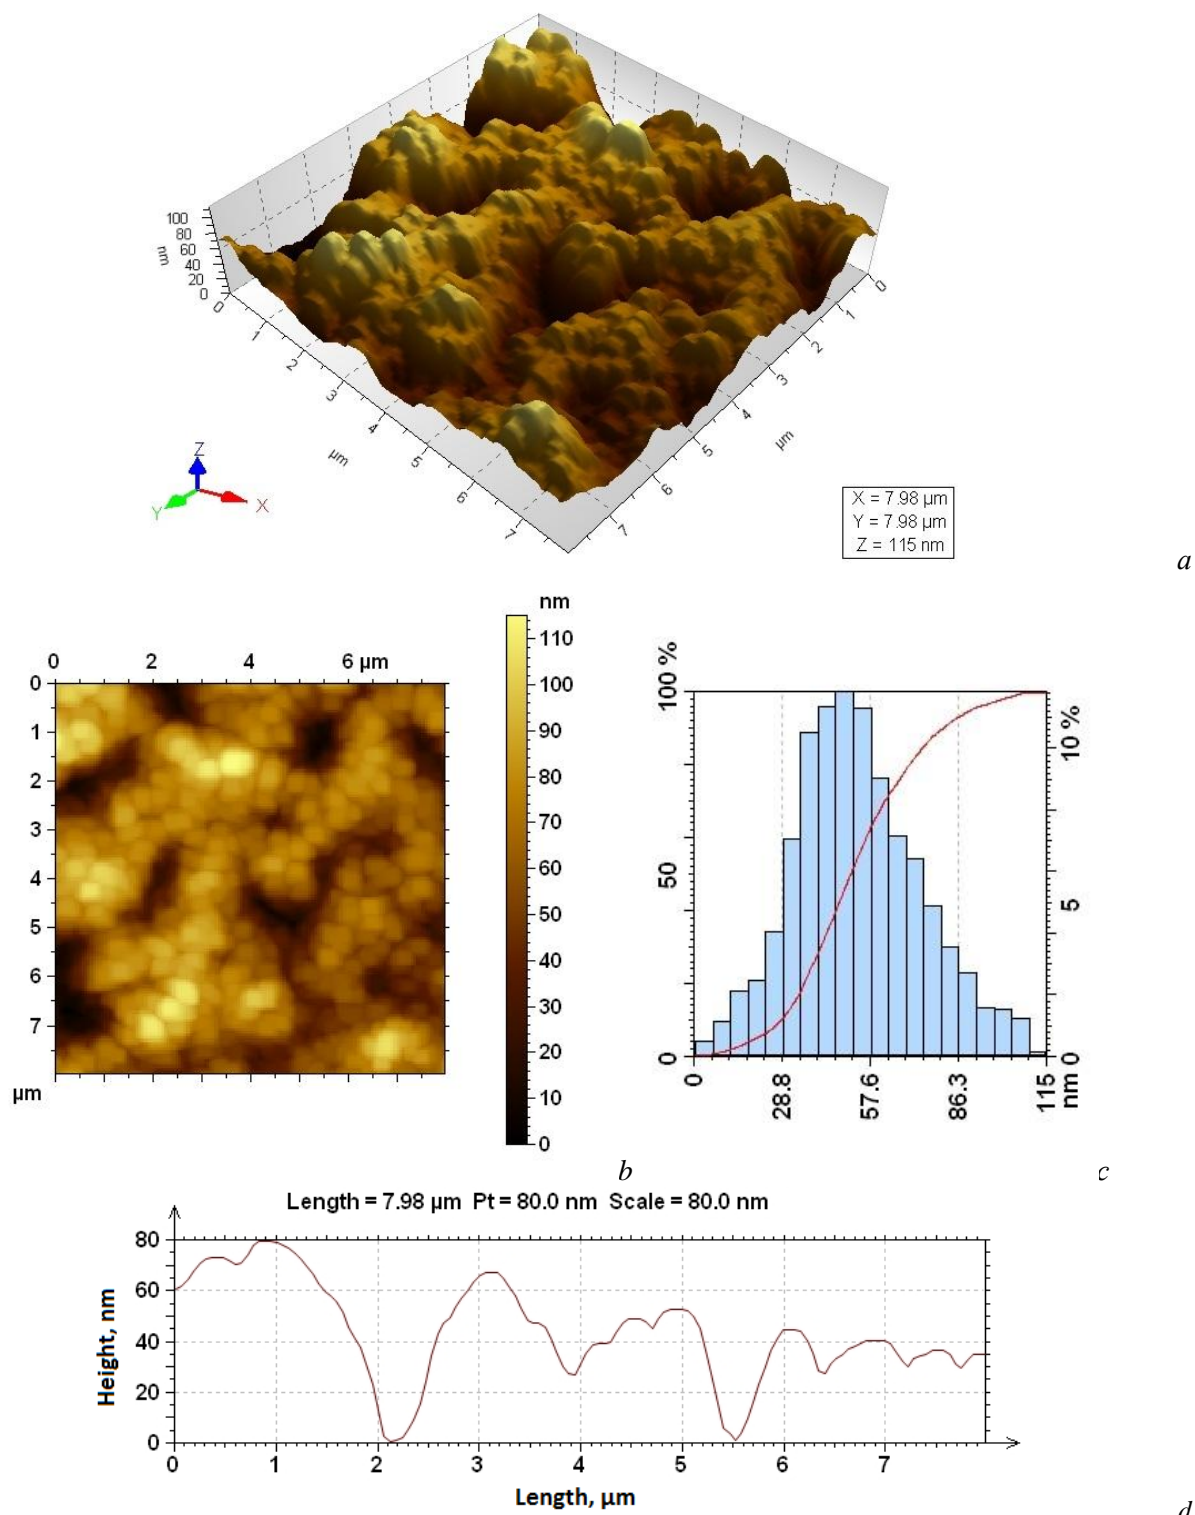 100
80
60
40
20
0
nm
0
1
2
3
4
5
6
7
µm
0
1
2
3
4
5
6
7
µm
Z
Y
X
X = 7.98 µm
Y = 7.98 µm
Z = 115 nm
a
nm
0 2 4 6 µm
0
1
2
3
4
5
6
7
µm
110
100
90
80
70
60
50
40
30
20
10
0
b
100 %
50
0
10 %
5
0
0
28.8
57.6
86.3
115
nm
c
Length = 7.98 µm Pt = 80.0 nm Scale = 80.0 nm
80
60
40
20
0
Height, nm
0 1 2 3 4 5 6 7
Length, µm
d